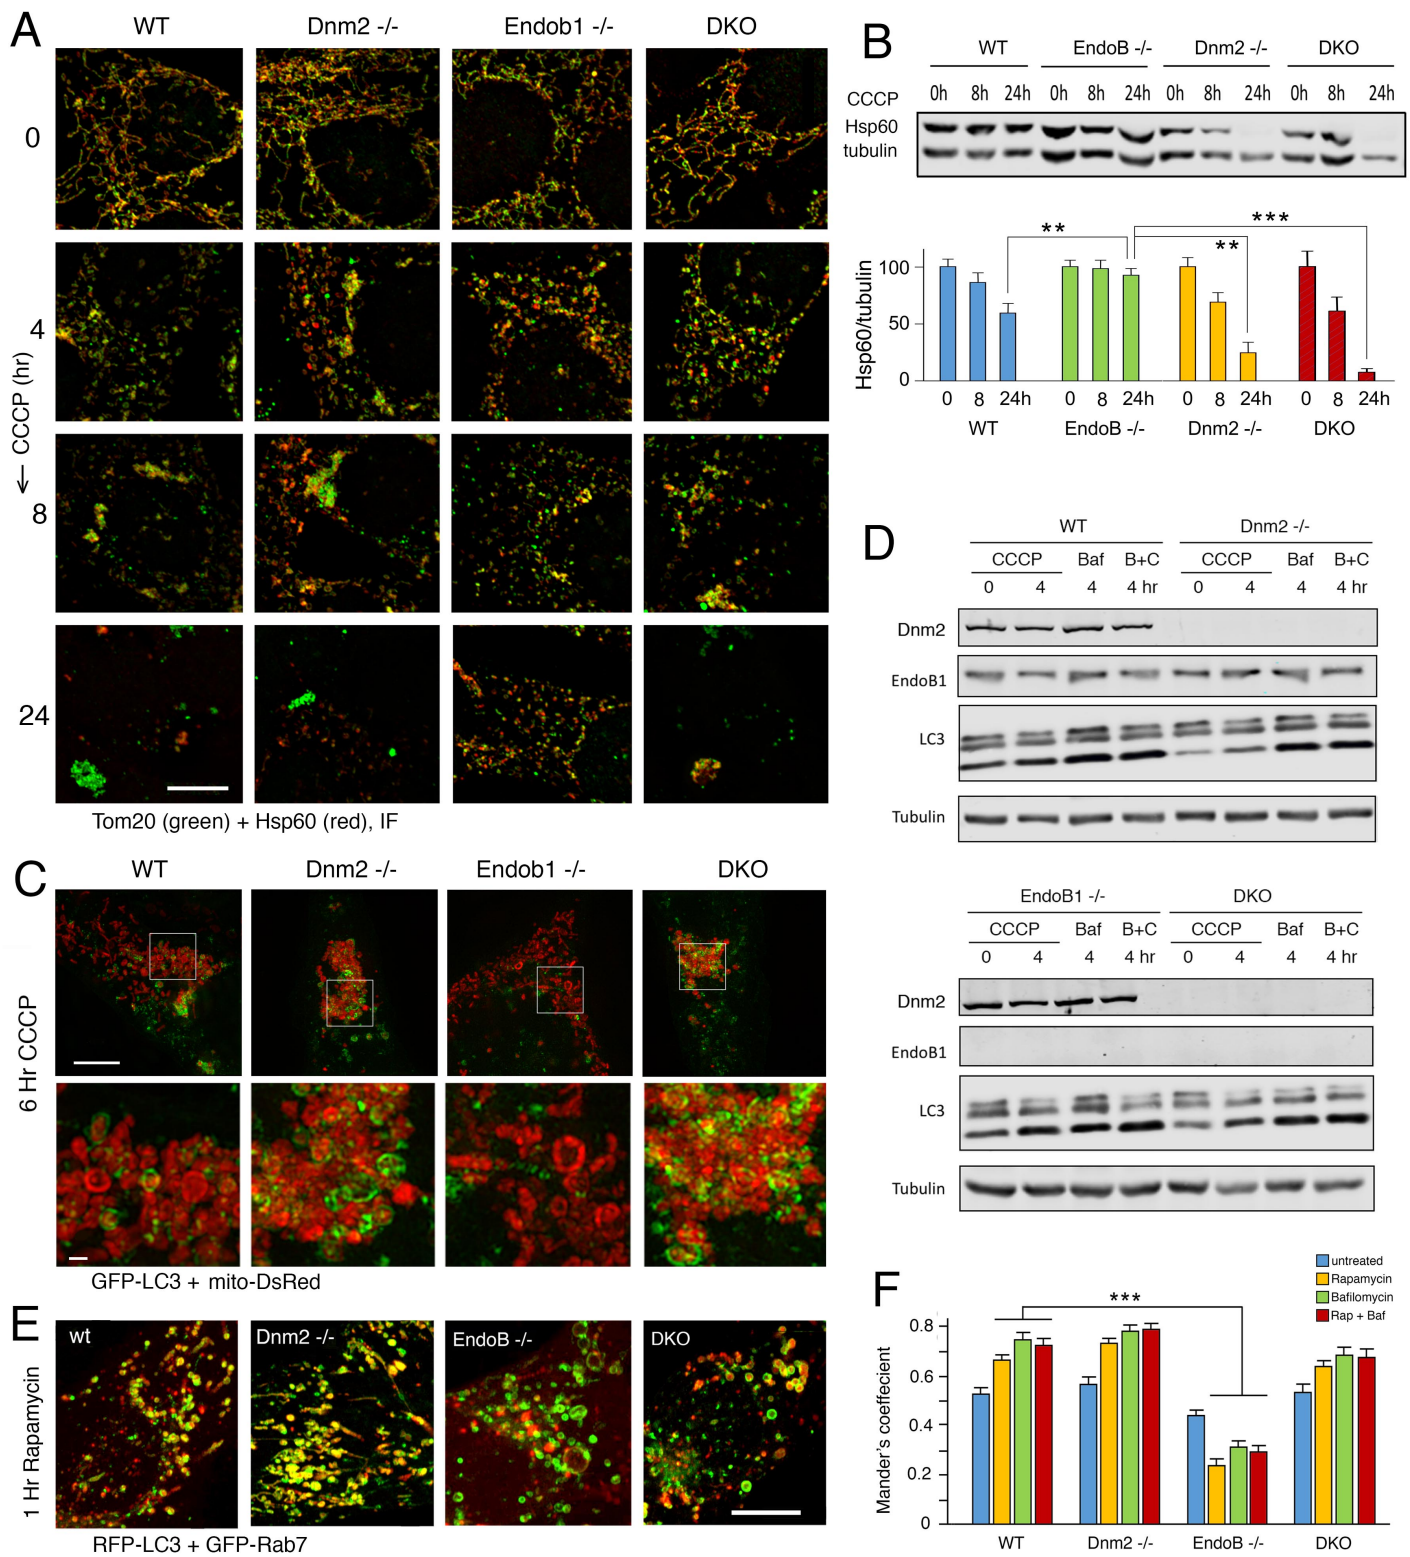 A
WT
Dnm2 -/-
Endob1 -/-
DKO
0
4
8
24
← CCCP (hr)
Tom20 (green) + Hsp60 (red), IF
B
WT
EndoB -/-
Dnm2 -/-
DKO
CCCP
0h 8h 24h 0h 8h 24h 0h 8h 24h 0h 8h 24h
Hsp60
tubulin
** ** ***
Hsp60/tubulin
100
50
0
0 8 24h 0 8 24h 0 8 24h 0 8 24h
WT EndoB -/- Dnm2 -/- DKO
C
WT
Dnm2 -/-
Endob1 -/-
DKO
6 Hr CCCP
GFP-LC3 + mito-DsRed
D
WT Dnm2 -/-
CCCP Baf B+C CCCP Baf B+C
0 4 4 4 hr 0 4 4 4 hr
Dnm2
EndoB1
LC3
Tubulin
EndoB1 -/- DKO
CCCP Baf B+C CCCP Baf B+C
0 4 4 4 hr 0 4 4 4 hr
Dnm2
EndoB1
LC3
Tubulin
E
1 Hr Rapamycin
wt
Dnm2 -/-
EndoB -/-
DKO
RFP-LC3 + GFP-Rab7
F
untreated
Rapamycin
Bafilomycin
Rap + Baf
***
Mander's coeffecient
0.8
0.6
0.4
0.2
0
WT Dnm2 -/- EndoB -/- DKO